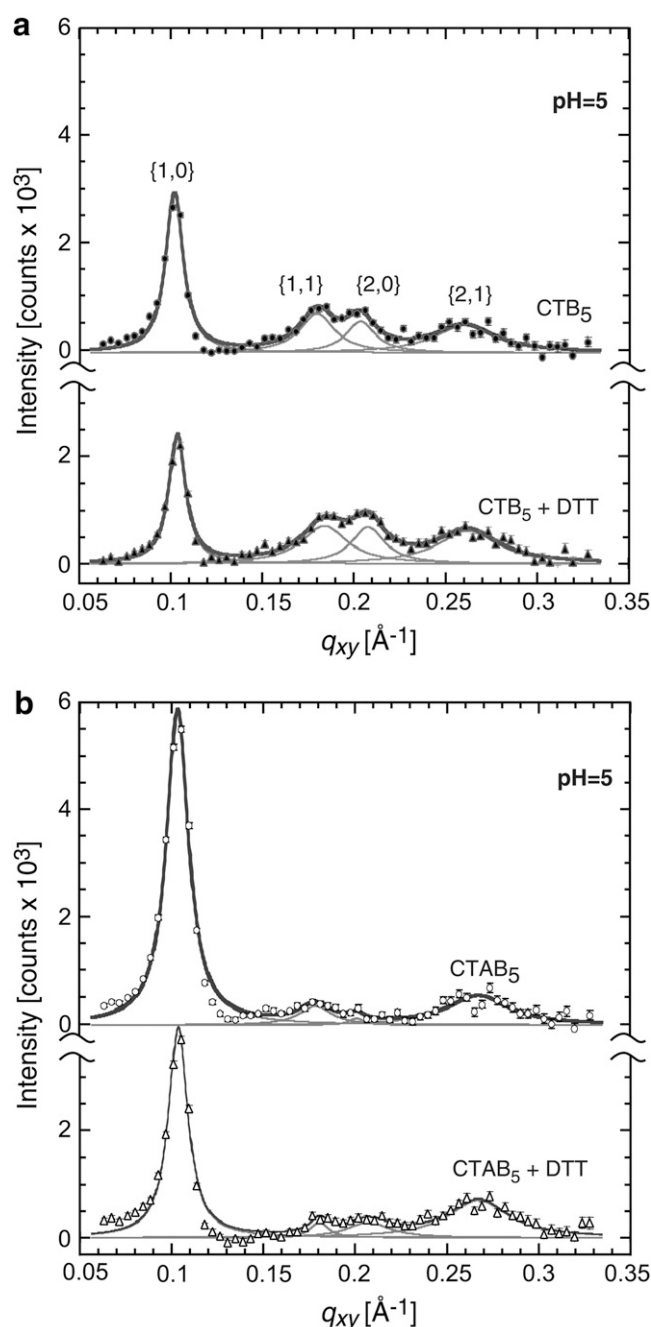 a
6
pH=5
4
Intensity [counts x 10³]
{1,0}
2
{1,1}
{2,0}
{2,1}
CTB₅
0
2
CTB₅ + DTT
0
0.05 0.1 0.15 0.2 0.25 0.3 0.35
qxy [Å⁻¹]
b
6
pH=5
4
Intensity [counts x 10³]
2
CTAB₅
0
2
CTAB₅ + DTT
0
0.05 0.1 0.15 0.2 0.25 0.3 0.35
qxy [Å⁻¹]